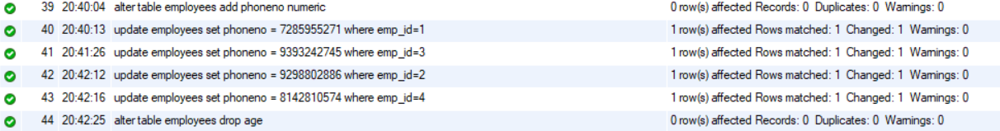 39 20:40:04 alter table employees add phoneno numeric 0 row(s) affected Records: 0 Duplicates: 0 Warnings: 0
40 20:40:13 update employees set phoneno = 7285955271 where emp_id=1 1 row(s) affected Rows matched: 1 Changed: 1 Warnings: 0
41 20:41:26 update employees set phoneno = 9393242745 where emp_id=3 1 row(s) affected Rows matched: 1 Changed: 1 Warnings: 0
42 20:42:12 update employees set phoneno = 9298802886 where emp_id=2 1 row(s) affected Rows matched: 1 Changed: 1 Warnings: 0
43 20:42:16 update employees set phoneno = 8142810574 where emp_id=4 1 row(s) affected Rows matched: 1 Changed: 1 Warnings: 0
44 20:42:25 alter table employees drop age 0 row(s) affected Records: 0 Duplicates: 0 Warnings: 0